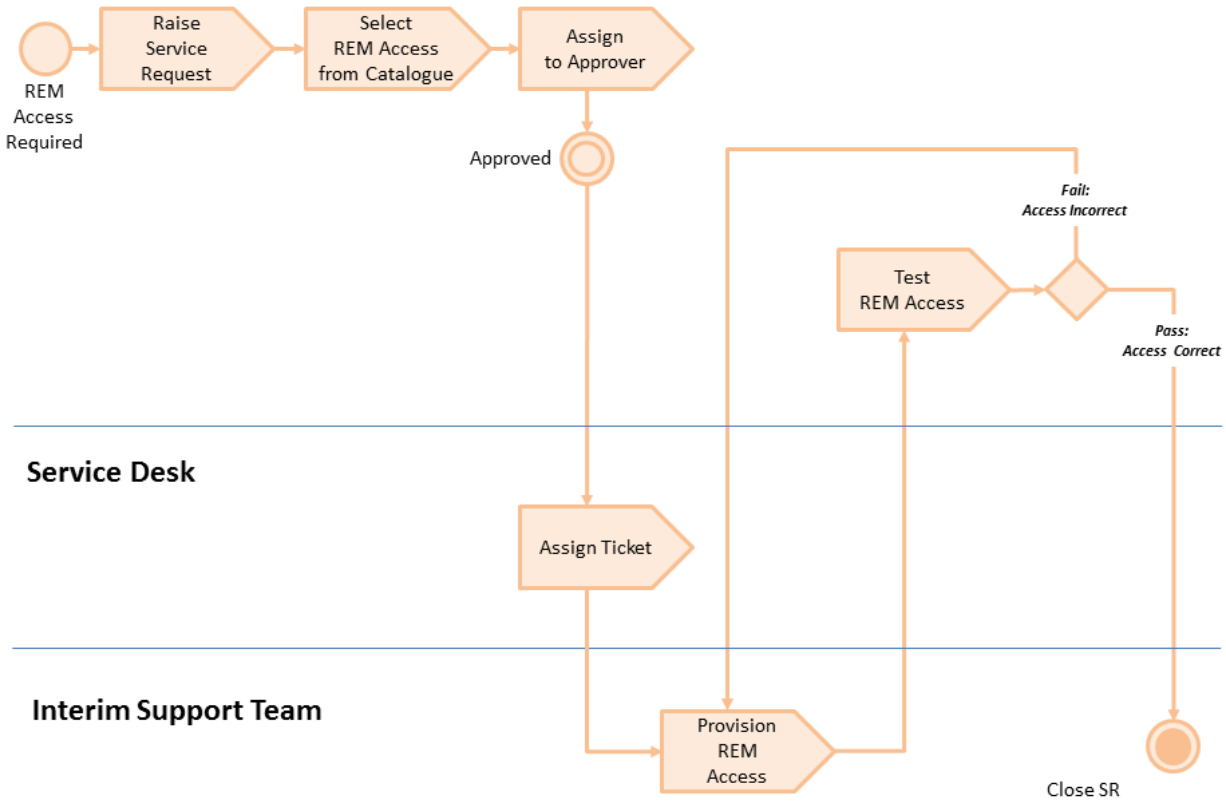 Raise
Service
Request
Select
REM Access
from Catalogue
Assign
to Approver
REM
Access
Required
Approved
Fail:
Access Incorrect
Test
REM Access
Pass:
Access Correct
Service Desk
Assign Ticket
Interim Support Team
Provision
REM
Access
Close SR